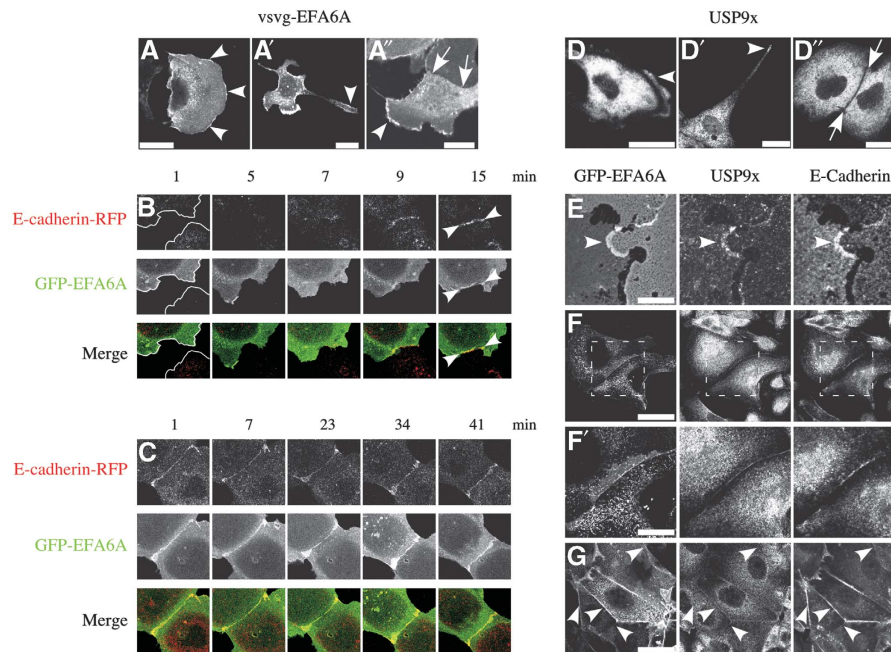 vsvg-EFA6A
USP9x
A
A′
A″
D
D′
D″
1 5 7 9 15 min
B
E-cadherin-RFP
GFP-EFA6A
Merge
GFP-EFA6A USP9x E-Cadherin
E
F
F′
G
1 7 23 34 41 min
C
E-cadherin-RFP
GFP-EFA6A
Merge